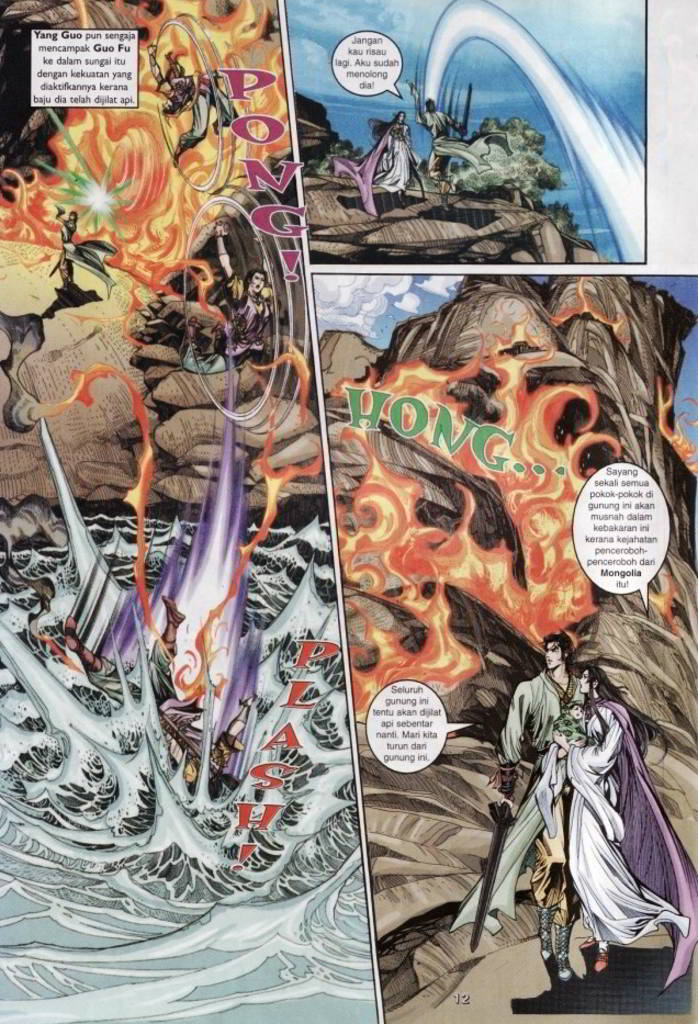 Yang Guo pun sengaja
mencampak Guo Fu
ke dalam sungai itu
dengan kekuatan yang
diaktifkannya kerana
baju dia telah dijilat api.
PONG!
PLASH!
Jangan
kau risau
lagi. Aku sudah
menolong
dia!
HONG...
Sayang
sekali semua
pokok-pokok di
gunung ini akan
musnah dalam
kebakaran ini
kerana kejahatan
penceroboh-
penceroboh dari
Mongolia
itu!
Seluruh
gunung ini
tentu akan dijilat
api sebentar
nanti. Mari kita
turun dari
gunung ini.
12